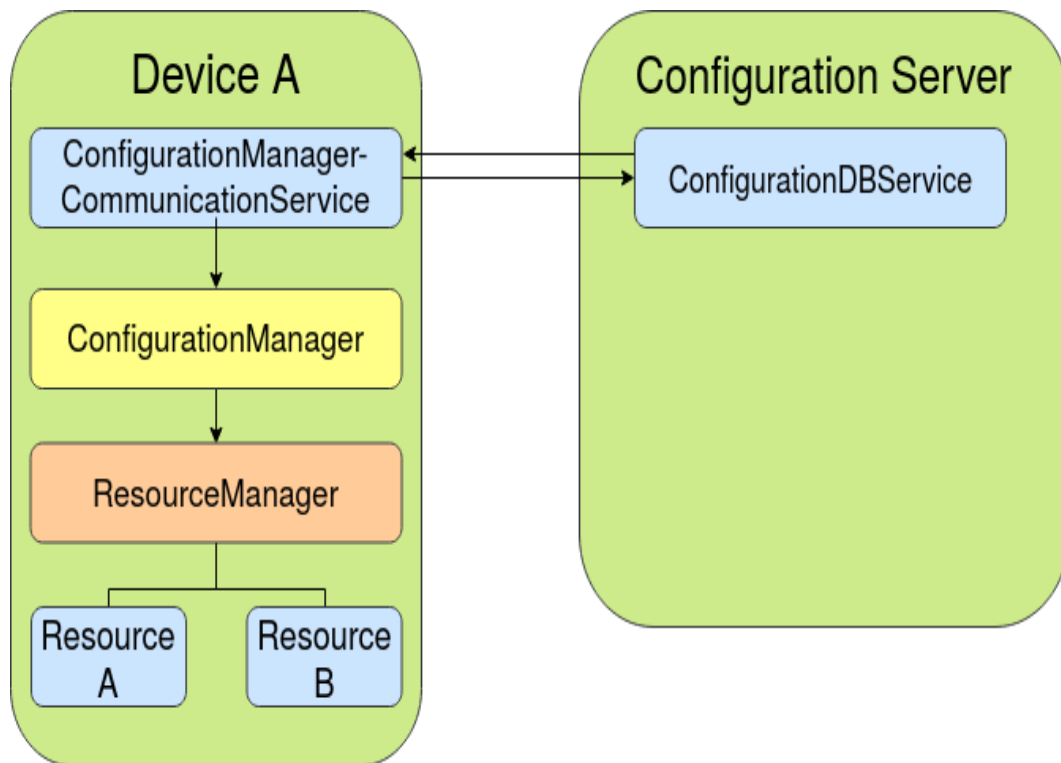 Device A
Configuration Server
ConfigurationManager-
CommunicationService
ConfigurationDBService
ConfigurationManager
ResourceManager
Resource
A
Resource
B